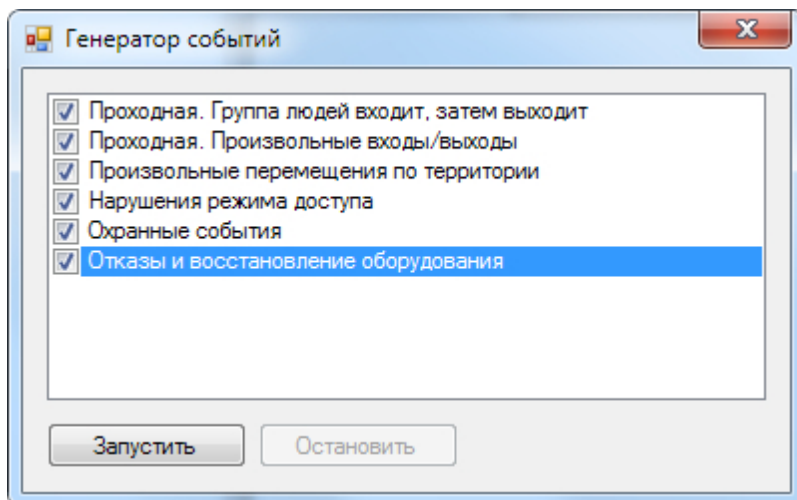 Генератор событий
Проходная. Группа людей входит, затем выходит
Проходная. Произвольные входы/выходы
Произвольные перемещения по территории
Нарушения режима доступа
Охранные события
Отказы и восстановление оборудования
Запустить Остановить